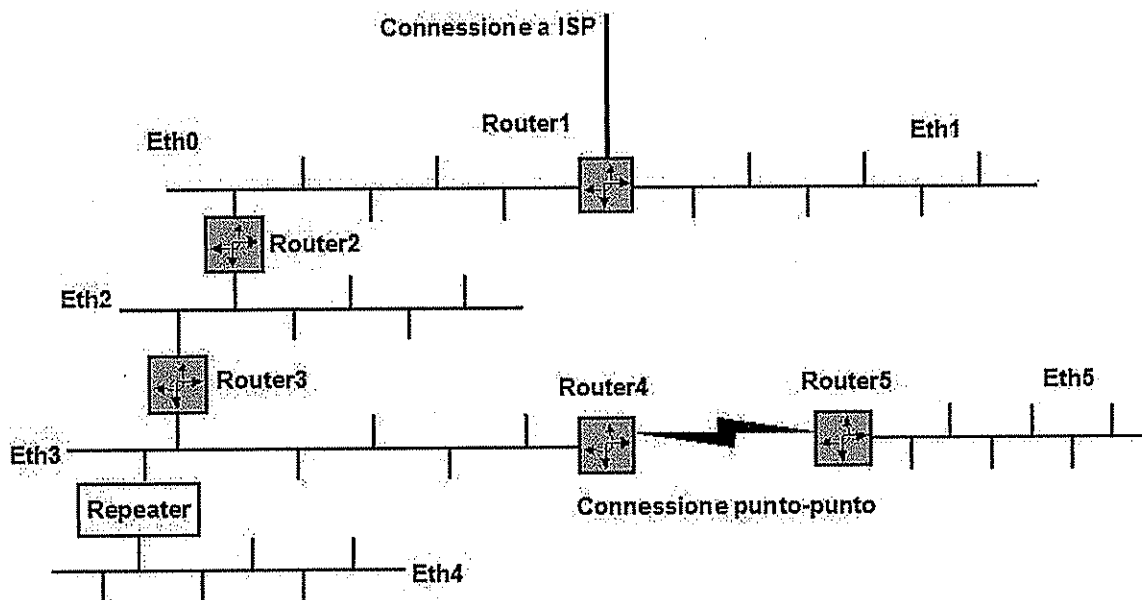 Connessione a ISP
Router1
Eth0
Eth1
Router2
Eth2
Router3
Router4
Router5
Eth5
Eth3
Repeater
Connessione punto-punto
Eth4